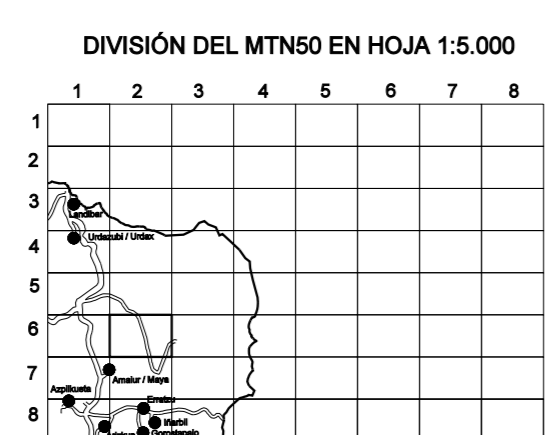 DIVISIÓN DEL MTN50 EN HOJA 1:5.000
1 2 3 4 5 6 7 8
1
2
3
Landibar
4 Urdazubi / Urdax
5
6
7
Amaiur / Maya
Azpilkueta
Erratzu
8
Iñarbil
Gorostapalo